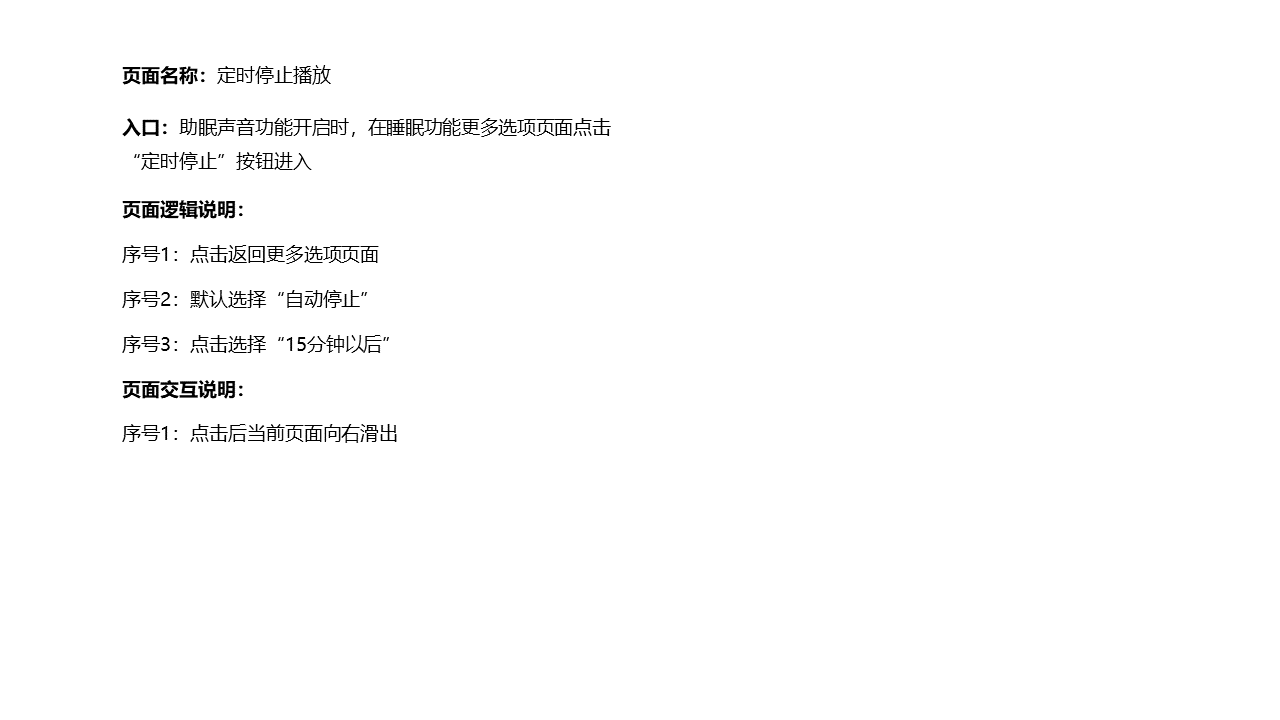 页面名称：定时停止播放
入口：助眠声音功能开启时，在睡眠功能更多选项页面点击
“定时停止”按钮进入
页面逻辑说明：
序号1：点击返回更多选项页面
序号2：默认选择“自动停止”
序号3：点击选择“15分钟以后”
页面交互说明：
序号1：点击后当前页面向右滑出